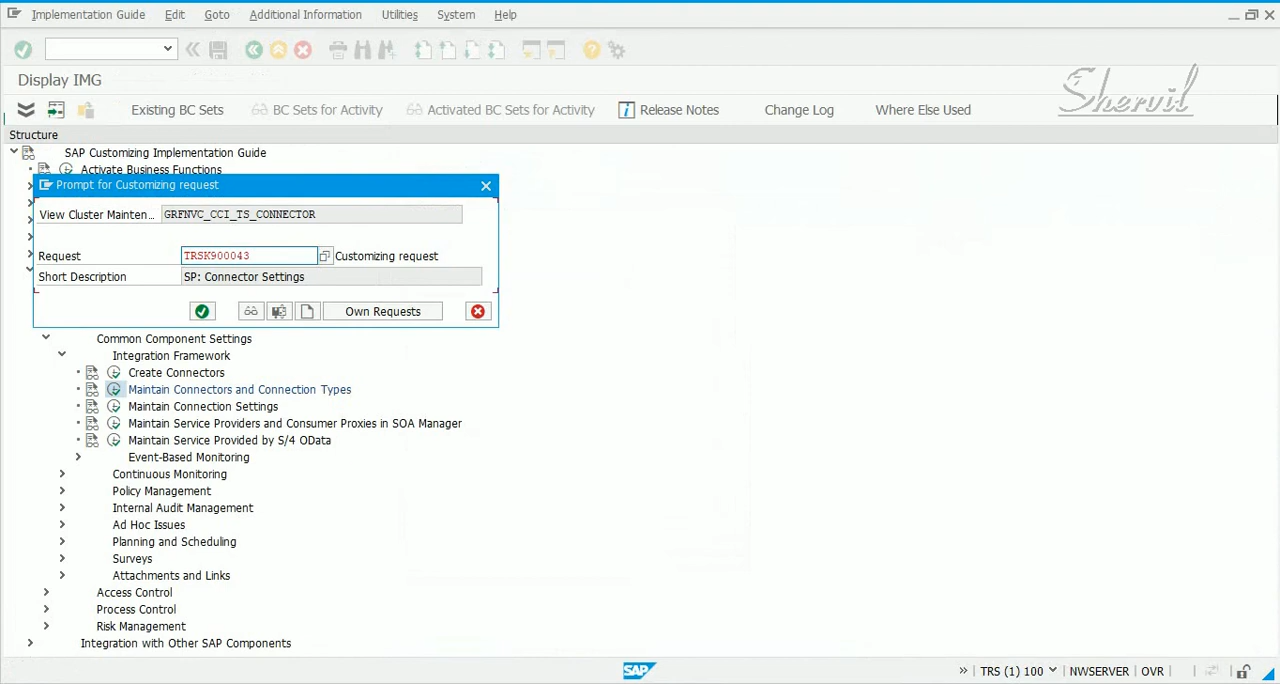 Implementation Guide Edit Goto Additional Information Utilities System Help
Display IMG
Shervil
Existing BC Sets BC Sets for Activity Activated BC Sets for Activity Release Notes Change Log Where Else Used
Structure
SAP Customizing Implementation Guide
Activate Business Functions
Prompt for Customizing request
View Cluster Mainten... GRFNVC_CCI_TS_CONNECTOR
Request TRSK900043 Customizing request
Short Description SP: Connector Settings
Own Requests
Common Component Settings
Integration Framework
Create Connectors
Maintain Connectors and Connection Types
Maintain Connection Settings
Maintain Service Providers and Consumer Proxies in SOA Manager
Maintain Service Provided by S/4 OData
Event-Based Monitoring
Continuous Monitoring
Policy Management
Internal Audit Management
Ad Hoc Issues
Planning and Scheduling
Surveys
Attachments and Links
Access Control
Process Control
Risk Management
Integration with Other SAP Components
SAP TRS (1) 100 NWSERVER OVR